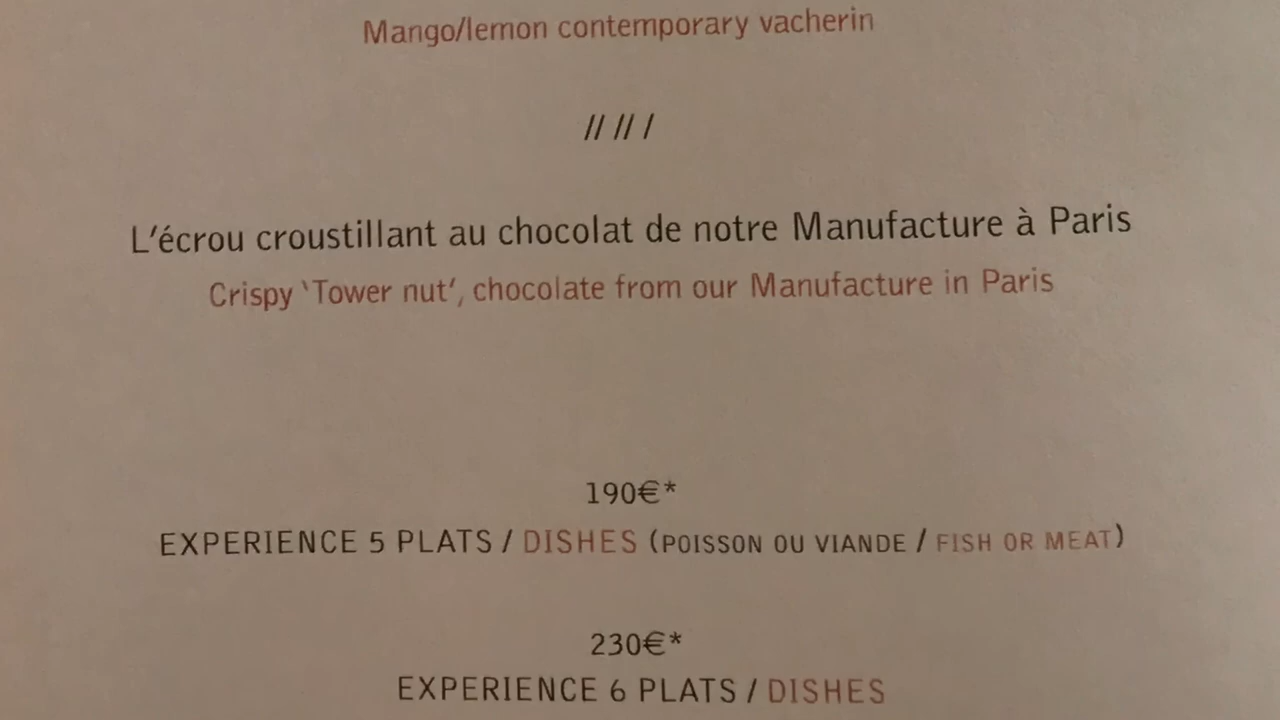 Mango/lemon contemporary vacherin
// // /
L'écrou croustillant au chocolat de notre Manufacture à Paris
Crispy ‘Tower nut’, chocolate from our Manufacture in Paris
190€*
EXPERIENCE 5 PLATS / DISHES (POISSON OU VIANDE / FISH OR MEAT)
230€*
EXPERIENCE 6 PLATS / DISHES